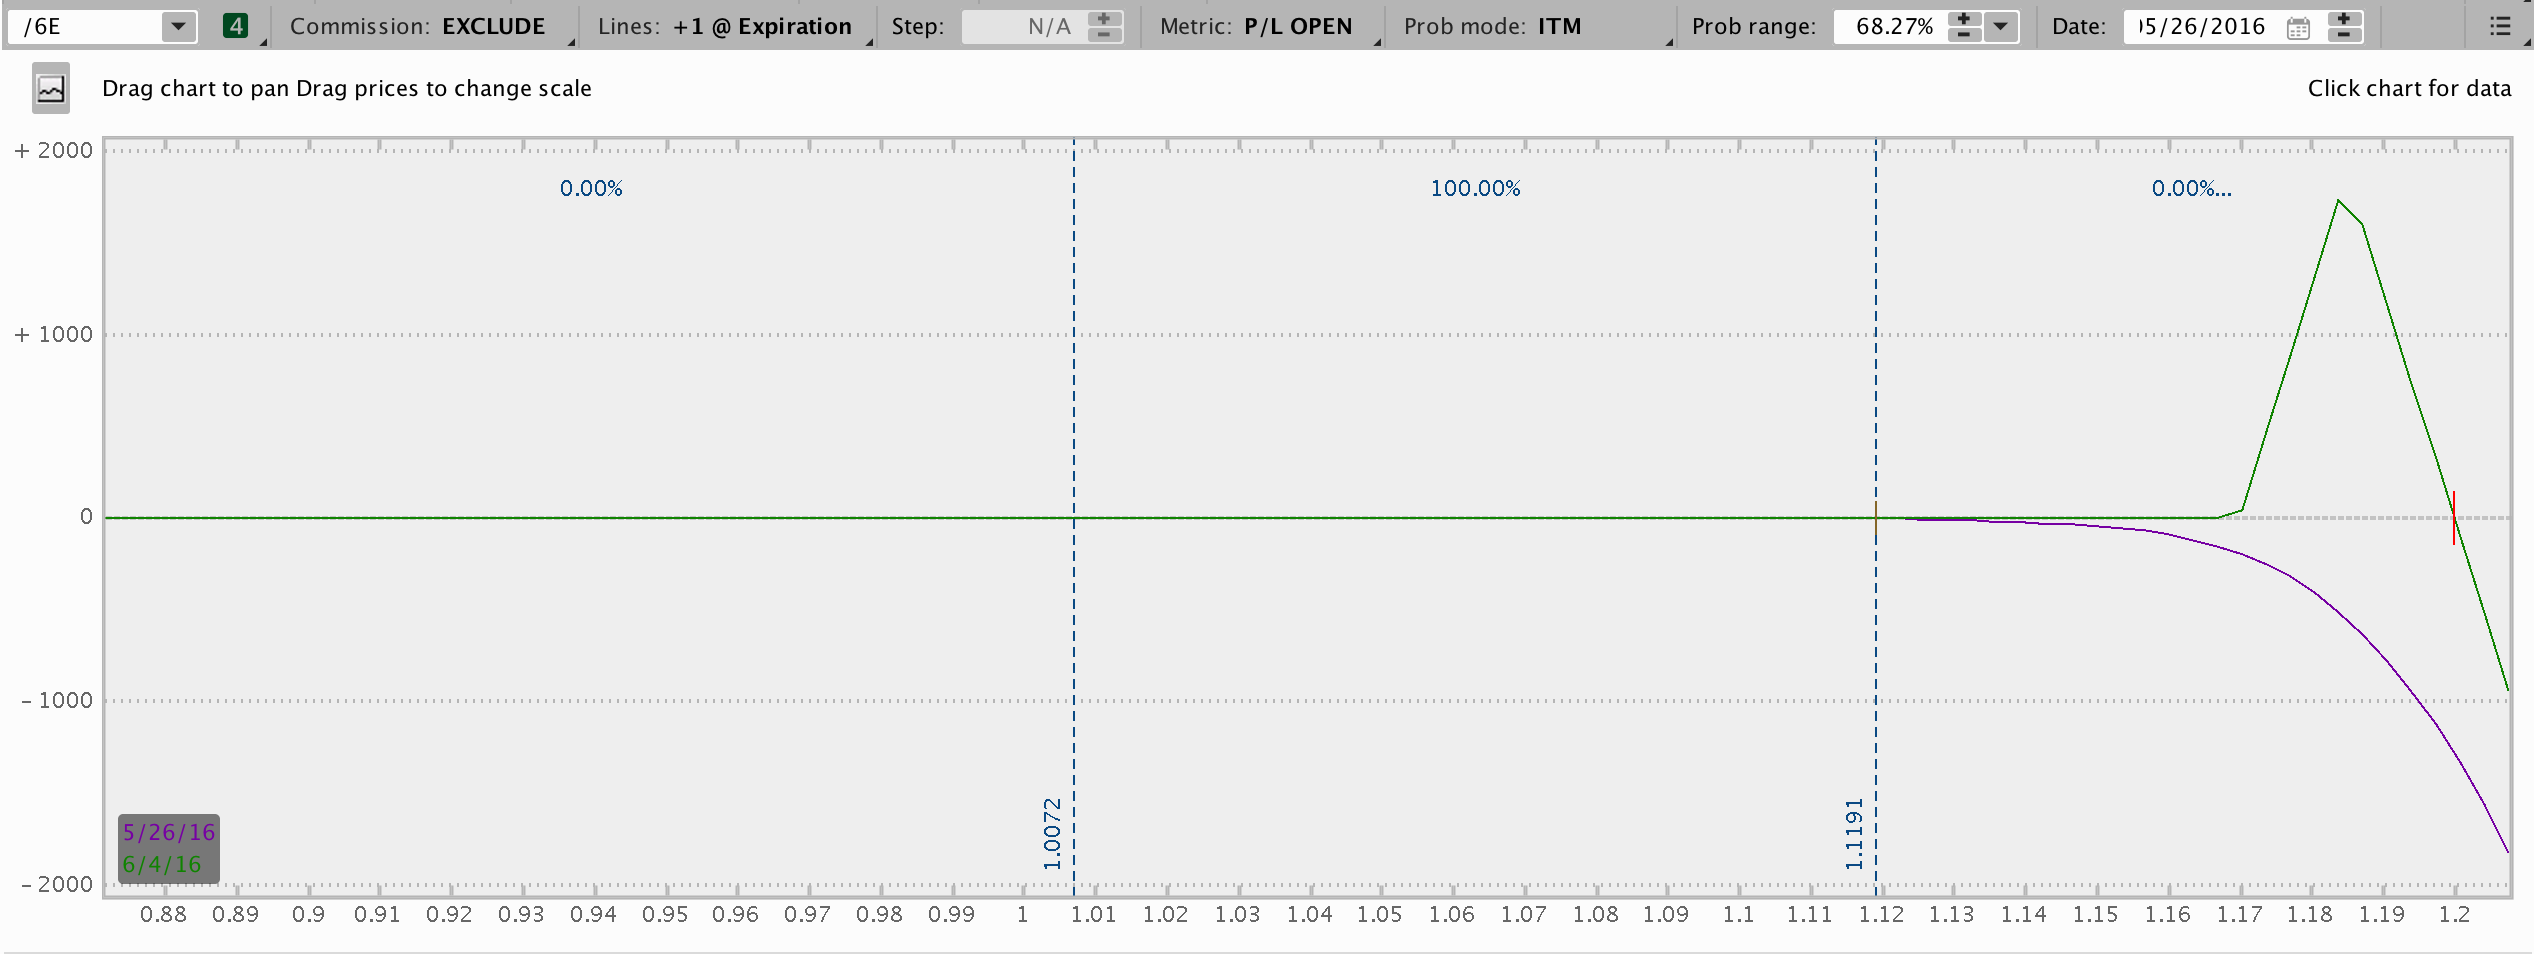 /6E 4 Commission: EXCLUDE Lines: +1 @ Expiration Step: N/A Metric: P/L OPEN Prob mode: ITM Prob range: 68.27% Date: 05/26/2016
Drag chart to pan Drag prices to change scale Click chart for data
+ 2000
0.00% 100.00% 0.00%...
+ 1000
0
- 1000
1.0072
1.1191
5/26/16
6/4/16
- 2000
0.88 0.89 0.9 0.91 0.92 0.93 0.94 0.95 0.96 0.97 0.98 0.99 1 1.01 1.02 1.03 1.04 1.05 1.06 1.07 1.08 1.09 1.1 1.11 1.12 1.13 1.14 1.15 1.16 1.17 1.18 1.19 1.2